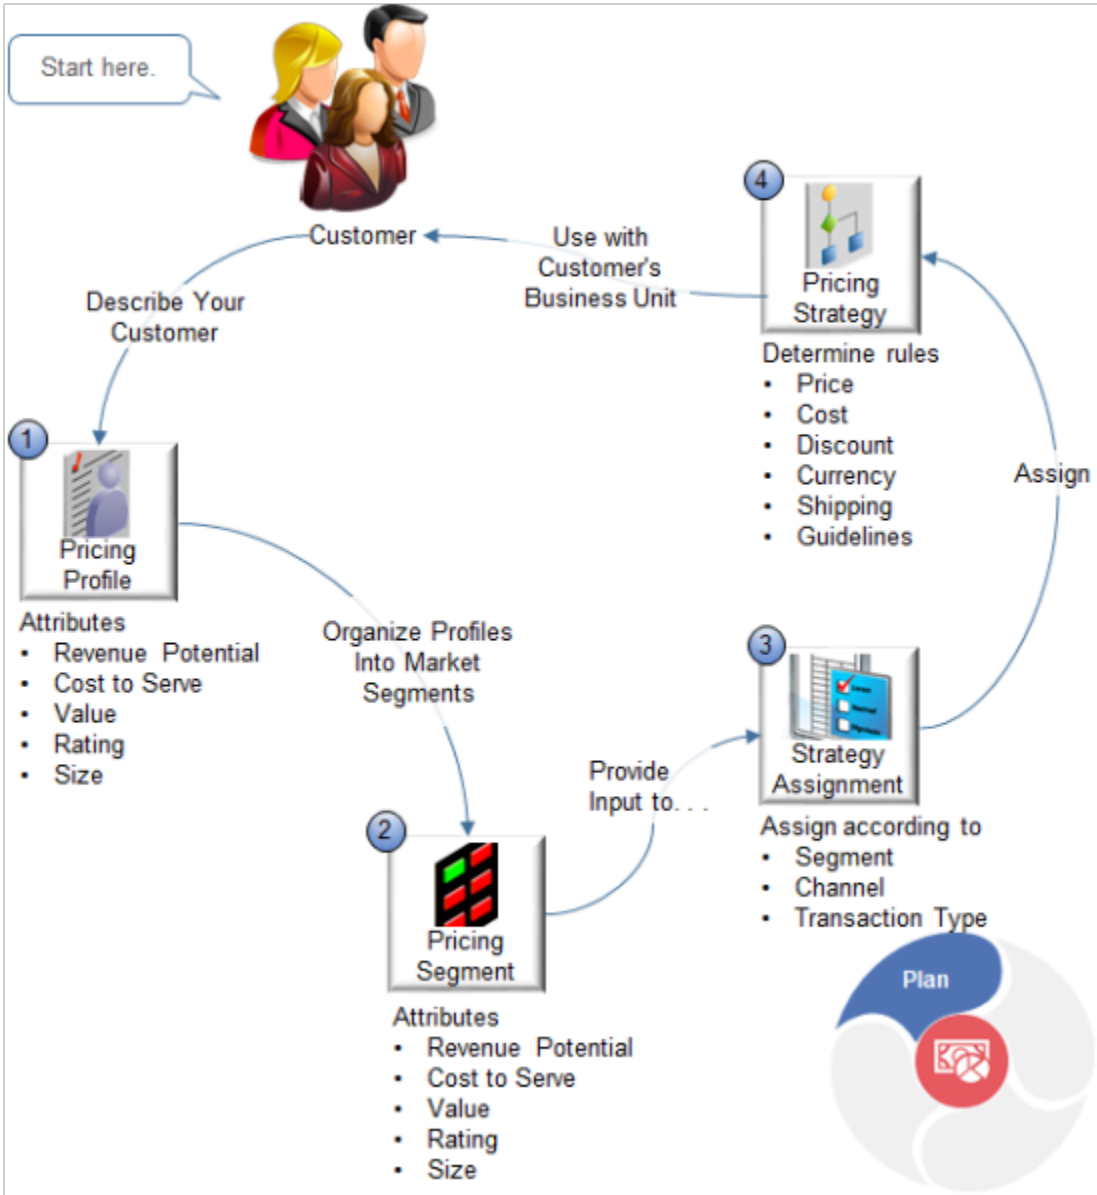 Start here.
Customer
Describe Your
Customer
1
Pricing
Profile
Attributes
• Revenue Potential
• Cost to Serve
• Value
• Rating
• Size
Organize Profiles
Into Market
Segments
2
Pricing
Segment
Attributes
• Revenue Potential
• Cost to Serve
• Value
• Rating
• Size
Provide
Input to. . .
3
Strategy
Assignment
Assign according to
• Segment
• Channel
• Transaction Type
Assign
4
Pricing
Strategy
Determine rules
• Price
• Cost
• Discount
• Currency
• Shipping
• Guidelines
Use with
Customer's
Business Unit
Plan